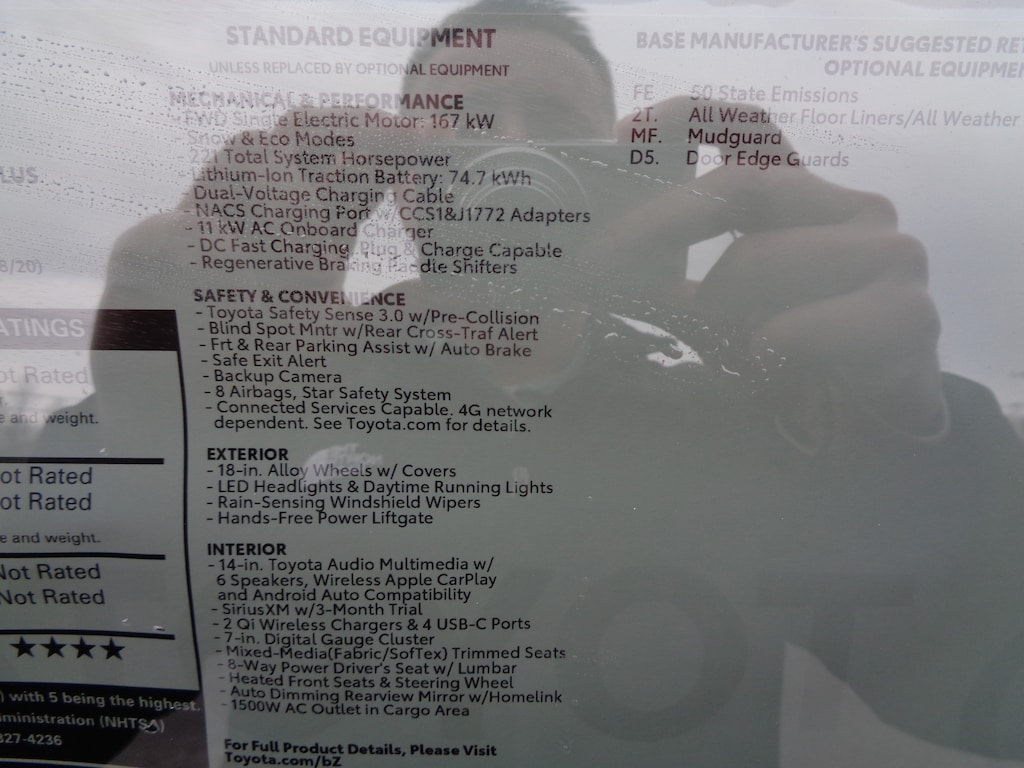 STANDARD EQUIPMENT
UNLESS REPLACED BY OPTIONAL EQUIPMENT
MECHANICAL & PERFORMANCE
- FWD Single Electric Motor: 167 kW
Snow & Eco Modes
- 221 Total System Horsepower
- Lithium-Ion Traction Battery: 74.7 kWh
- Dual-Voltage Charging Cable
- NACS Charging Port w/ CCS1&J1772 Adapters
- 11 kW AC Onboard Charger
- DC Fast Charging, Plug & Charge Capable
- Regenerative Braking Paddle Shifters
SAFETY & CONVENIENCE
- Toyota Safety Sense 3.0 w/Pre-Collision
- Blind Spot Mntr w/Rear Cross-Traf Alert
- Frt & Rear Parking Assist w/ Auto Brake
- Safe Exit Alert
- Backup Camera
- 8 Airbags, Star Safety System
- Connected Services Capable. 4G network
dependent. See Toyota.com for details.
EXTERIOR
- 18-in. Alloy Wheels w/ Covers
- LED Headlights & Daytime Running Lights
- Rain-Sensing Windshield Wipers
- Hands-Free Power Liftgate
INTERIOR
- 14-in. Toyota Audio Multimedia w/
6 Speakers, Wireless Apple CarPlay
and Android Auto Compatibility
- SiriusXM w/3-Month Trial
- 2 Qi Wireless Chargers & 4 USB-C Ports
- 7-in. Digital Gauge Cluster
- Mixed-Media(Fabric/SofTex) Trimmed Seats
- 8-Way Power Driver's Seat w/ Lumbar
- Heated Front Seats & Steering Wheel
- Auto Dimming Rearview Mirror w/Homelink
- 1500W AC Outlet in Cargo Area
For Full Product Details, Please Visit
Toyota.com/bZ
BASE MANUFACTURER'S SUGGESTED RET
OPTIONAL EQUIPMEN
FE 50 State Emissions
2T. All Weather Floor Liners/All Weather
MF. Mudguard
D5. Door Edge Guards
LUS
8/20)
ATINGS
ot Rated
e and weight.
ot Rated
ot Rated
e and weight.
Not Rated
Not Rated
★★★★
) with 5 being the highest.
ministration (NHTSA)
327-4236